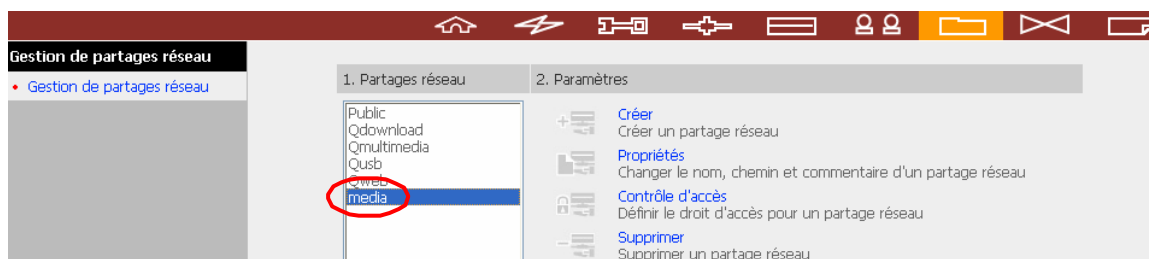 Gestion de partages réseau
Gestion de partages réseau
1. Partages réseau
2. Paramètres
Public
Qdownload
Qmultimedia
Qusb
Qweb
media
Créer
Créer un partage réseau
Propriétés
Changer le nom, chemin et commentaire d'un partage réseau
Contrôle d'accès
Définir le droit d'accès pour un partage réseau
Supprimer
Supprimer un partage réseau